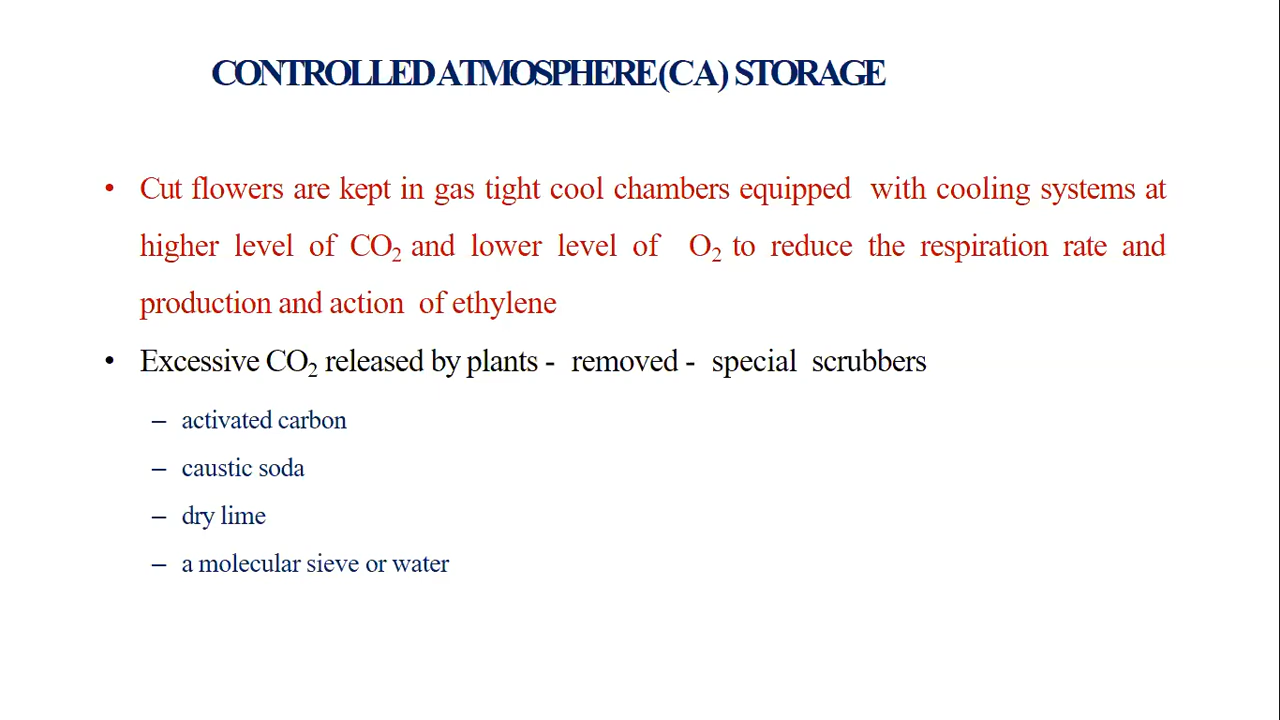 CONTROLLED ATMOSPHERE (CA) STORAGE
• Cut flowers are kept in gas tight cool chambers equipped with cooling systems at
higher level of CO₂ and lower level of O₂ to reduce the respiration rate and
production and action of ethylene
• Excessive CO₂ released by plants - removed - special scrubbers
– activated carbon
– caustic soda
– dry lime
– a molecular sieve or water